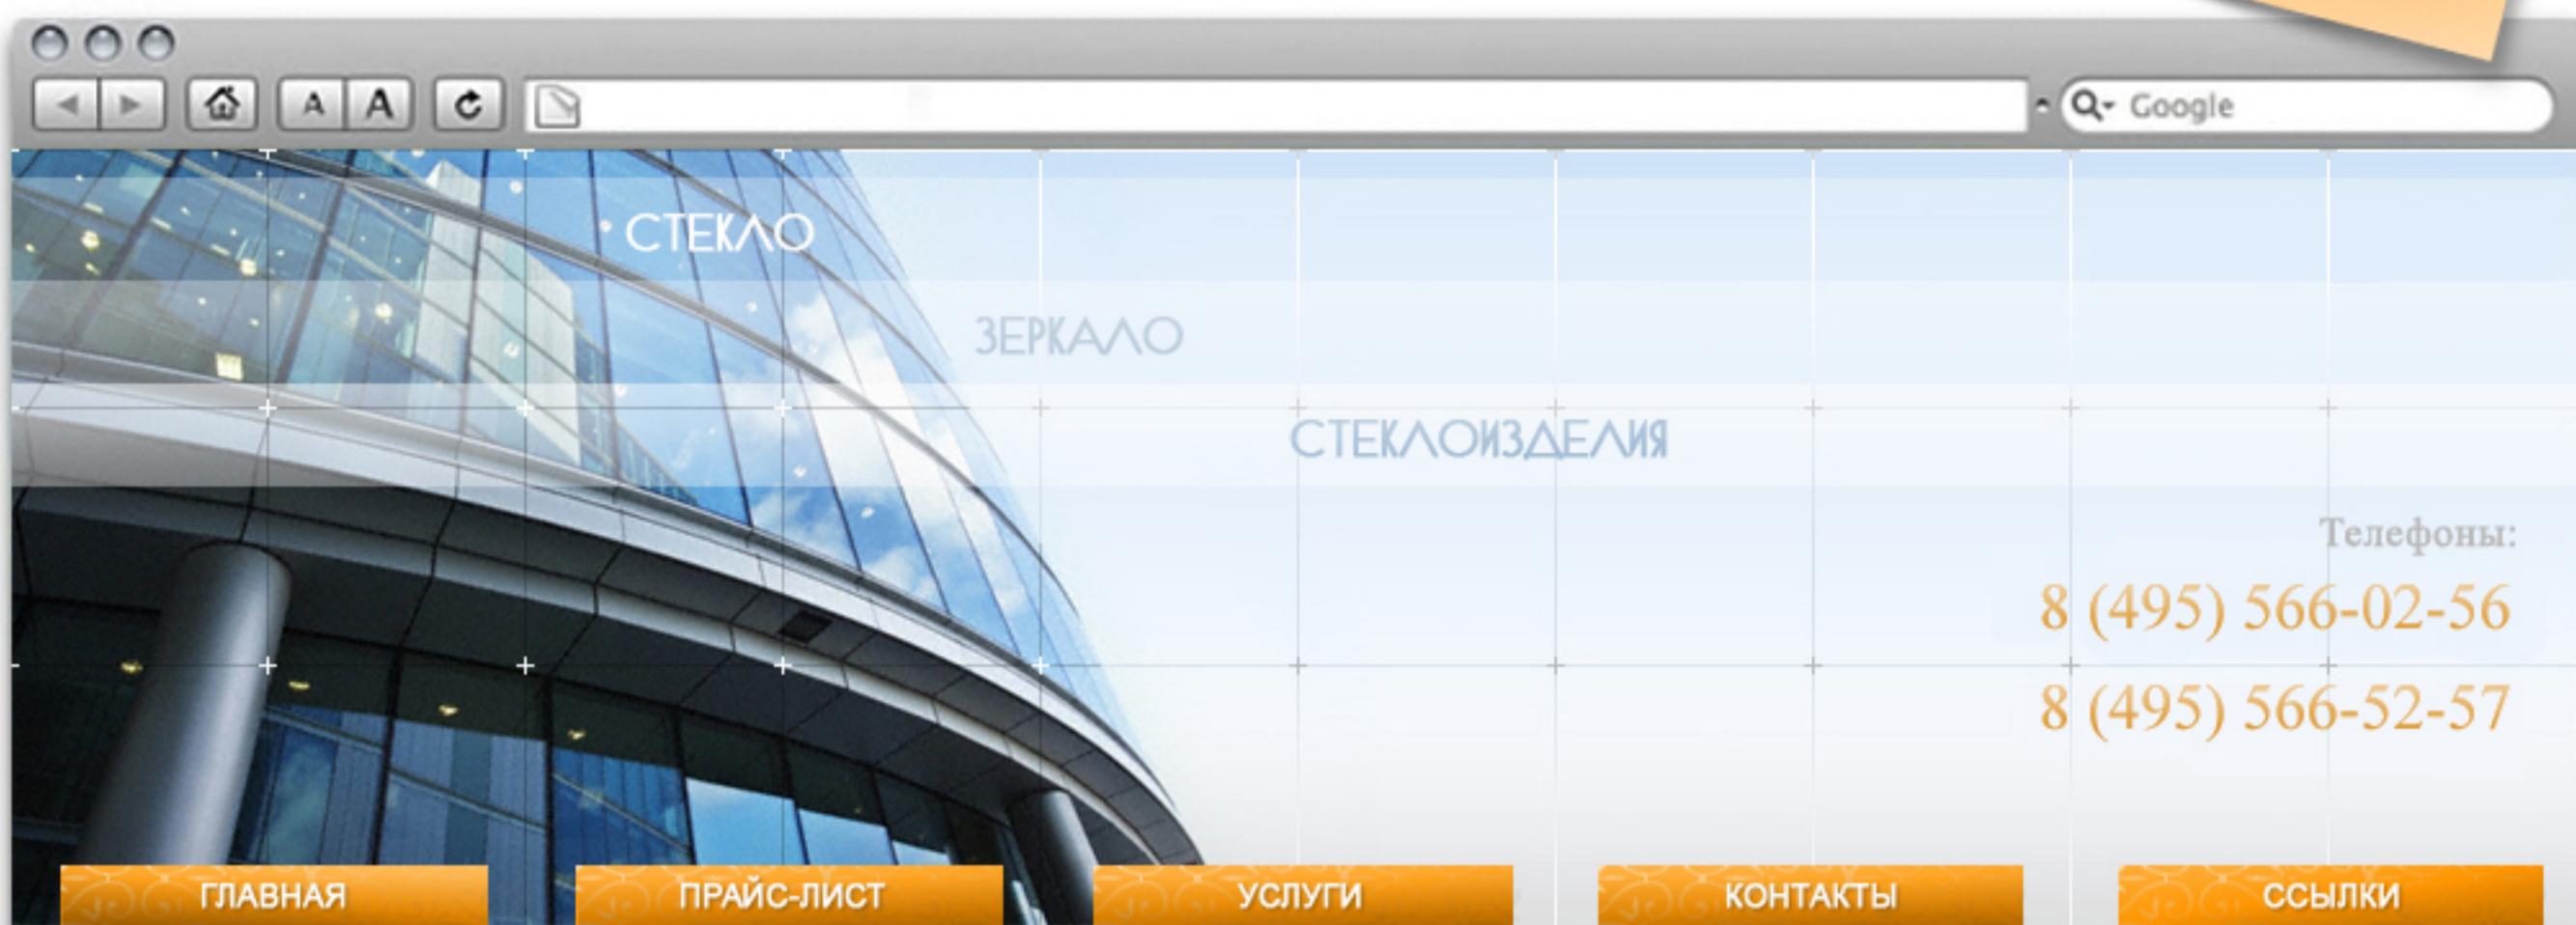 A A
Google
СТЕКЛО
ЗЕРКАЛО
СТЕКЛОИЗДЕЛИЯ
Телефоны:
8 (495) 566-02-56
8 (495) 566-52-57
ГЛАВНАЯ ПРАЙС-ЛИСТ УСЛУГИ КОНТАКТЫ ССЫЛКИ